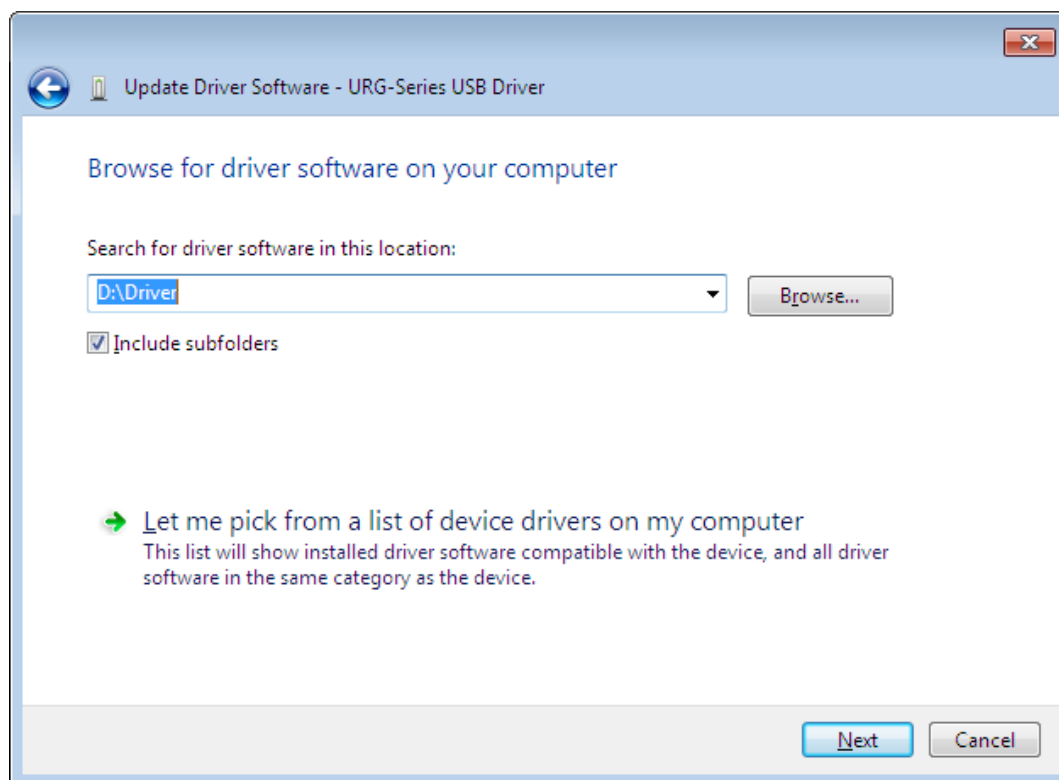 Update Driver Software - URG-Series USB Driver
Browse for driver software on your computer
Search for driver software in this location:
D:\Driver
Browse...
Include subfolders
Let me pick from a list of device drivers on my computer
This list will show installed driver software compatible with the device, and all driver
software in the same category as the device.
Next
Cancel